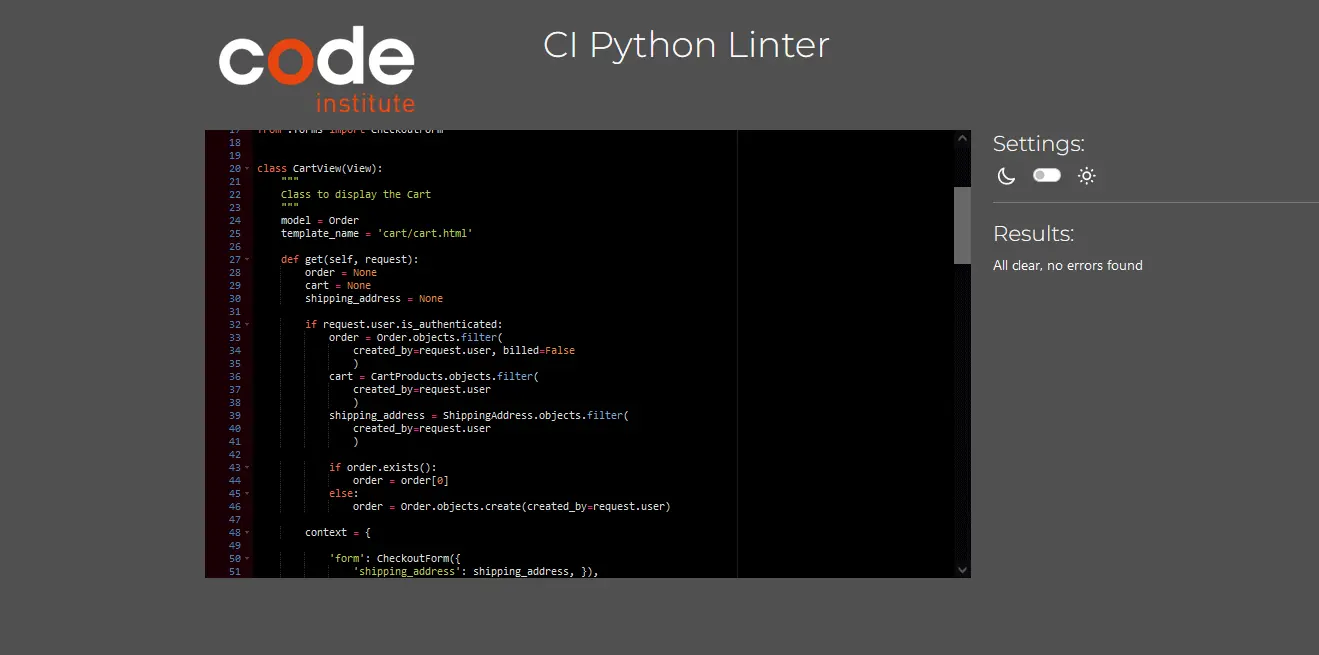 code
institute
CI Python Linter
17 from .forms import CheckoutForm
18
19
20 class CartView(View):
21     """
22     Class to display the Cart
23     """
24     model = Order
25     template_name = 'cart/cart.html'
26
27     def get(self, request):
28         order = None
29         cart = None
30         shipping_address = None
31
32         if request.user.is_authenticated:
33             order = Order.objects.filter(
34                 created_by=request.user, billed=False
35                 )
36             cart = CartProducts.objects.filter(
37                 created_by=request.user
38                 )
39             shipping_address = ShippingAddress.objects.filter(
40                 created_by=request.user
41                 )
42
43             if order.exists():
44                 order = order[0]
45             else:
46                 order = Order.objects.create(created_by=request.user)
47
48         context = {
49
50             'form': CheckoutForm({
51                 'shipping_address': shipping_address, }),
Settings:
Results:
All clear, no errors found